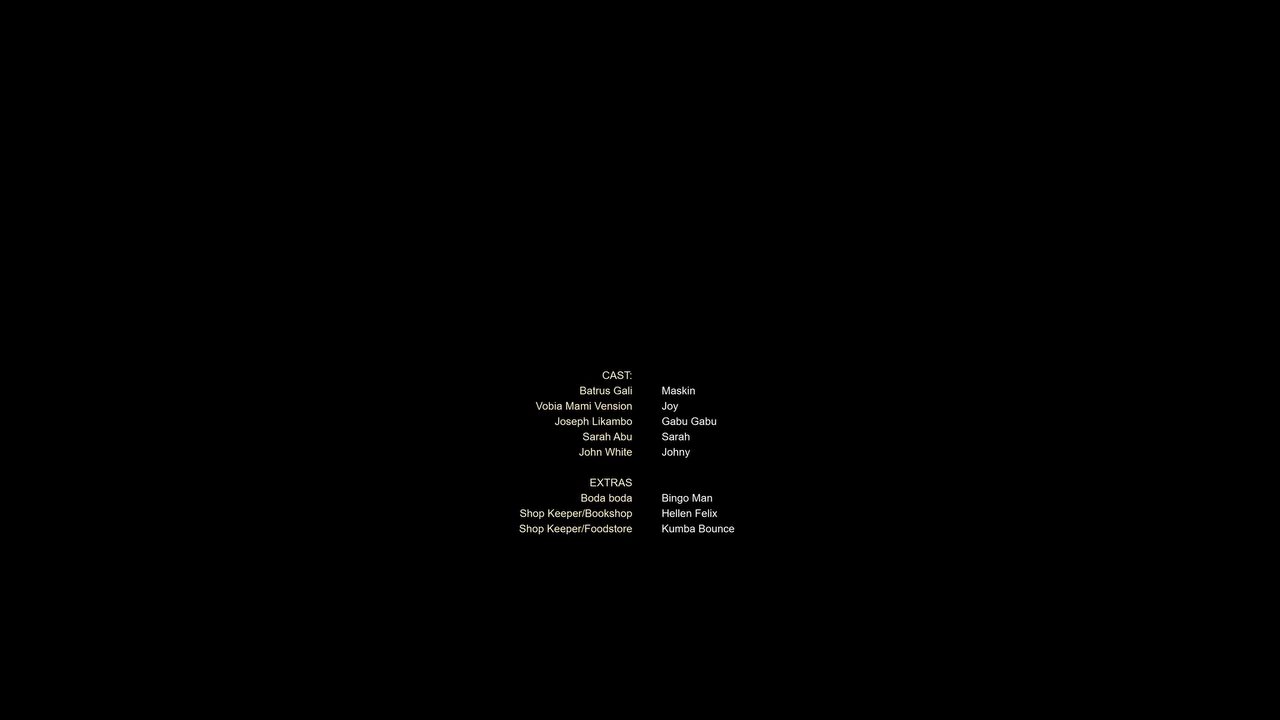 CAST:
Batrus Gali Maskin
Vobia Mami Vension Joy
Joseph Likambo Gabu Gabu
Sarah Abu Sarah
John White Johny
EXTRAS
Boda boda Bingo Man
Shop Keeper/Bookshop Hellen Felix
Shop Keeper/Foodstore Kumba Bounce